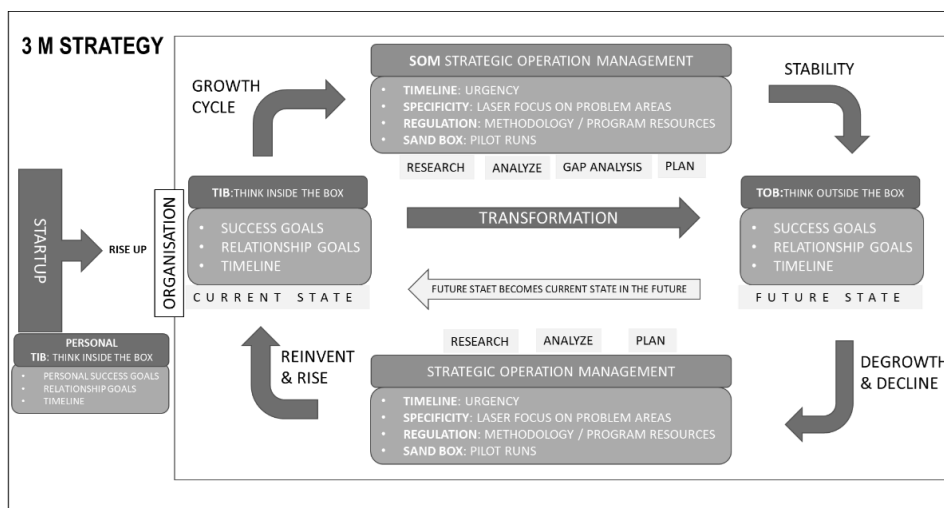 3 M STRATEGY
GROWTH
CYCLE
SOM STRATEGIC OPERATION MANAGEMENT
• TIMELINE: URGENCY
• SPECIFICITY: LASER FOCUS ON PROBLEM AREAS
• REGULATION: METHODOLOGY / PROGRAM RESOURCES
• SAND BOX: PILOT RUNS
STABILITY
RESEARCH ANALYZE GAP ANALYSIS PLAN
STARTUP
RISE UP
ORGANISATION
TIB:THINK INSIDE THE BOX
• SUCCESS GOALS
• RELATIONSHIP GOALS
• TIMELINE
CURRENT STATE
TRANSFORMATION
FUTURE STAET BECOMES CURRENT STATE IN THE FUTURE
TOB:THINK OUTSIDE THE BOX
• SUCCESS GOALS
• RELATIONSHIP GOALS
• TIMELINE
FUTURE STATE
PERSONAL
TIB: THINK INSIDE THE BOX
• PERSONAL SUCCESS GOALS
• RELATIONSHIP GOALS
• TIMELINE
REINVENT
& RISE
RESEARCH ANALYZE PLAN
STRATEGIC OPERATION MANAGEMENT
• TIMELINE: URGENCY
• SPECIFICITY: LASER FOCUS ON PROBLEM AREAS
• REGULATION: METHODOLOGY / PROGRAM RESOURCES
• SAND BOX: PILOT RUNS
DEGROWTH
& DECLINE